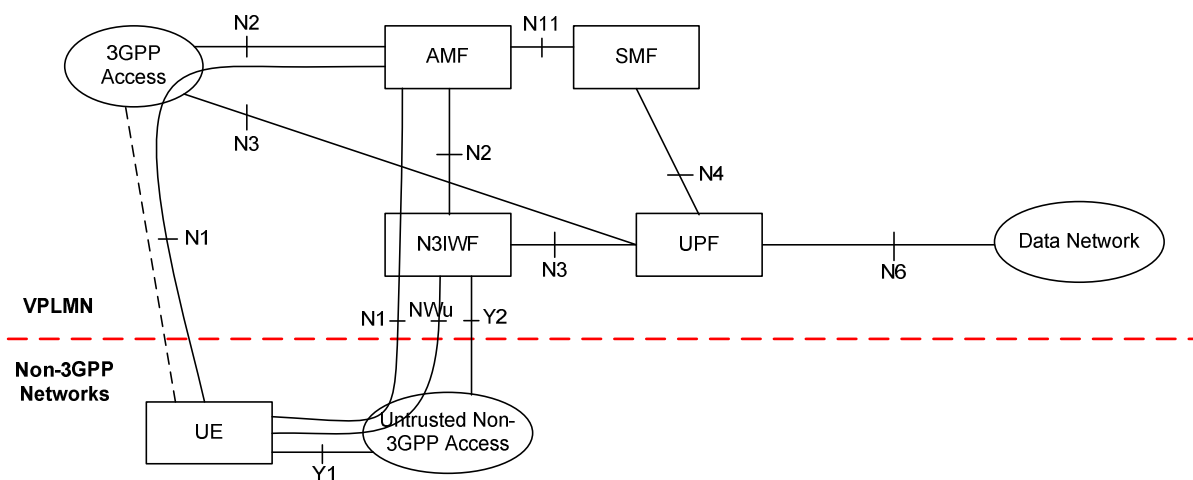 N2
N11
3GPP
Access
AMF
SMF
N3
N2
N4
N1
N3IWF
UPF
Data Network
N3
N6
VPLMN
N1
NWu
Y2
Non-3GPP
Networks
UE
Untrusted Non-
3GPP Access
Y1